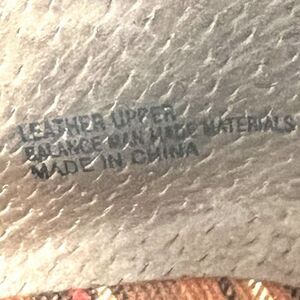 LEATHER UPPER
BALANCE MAN MADE MATERIALS
MADE IN CHINA